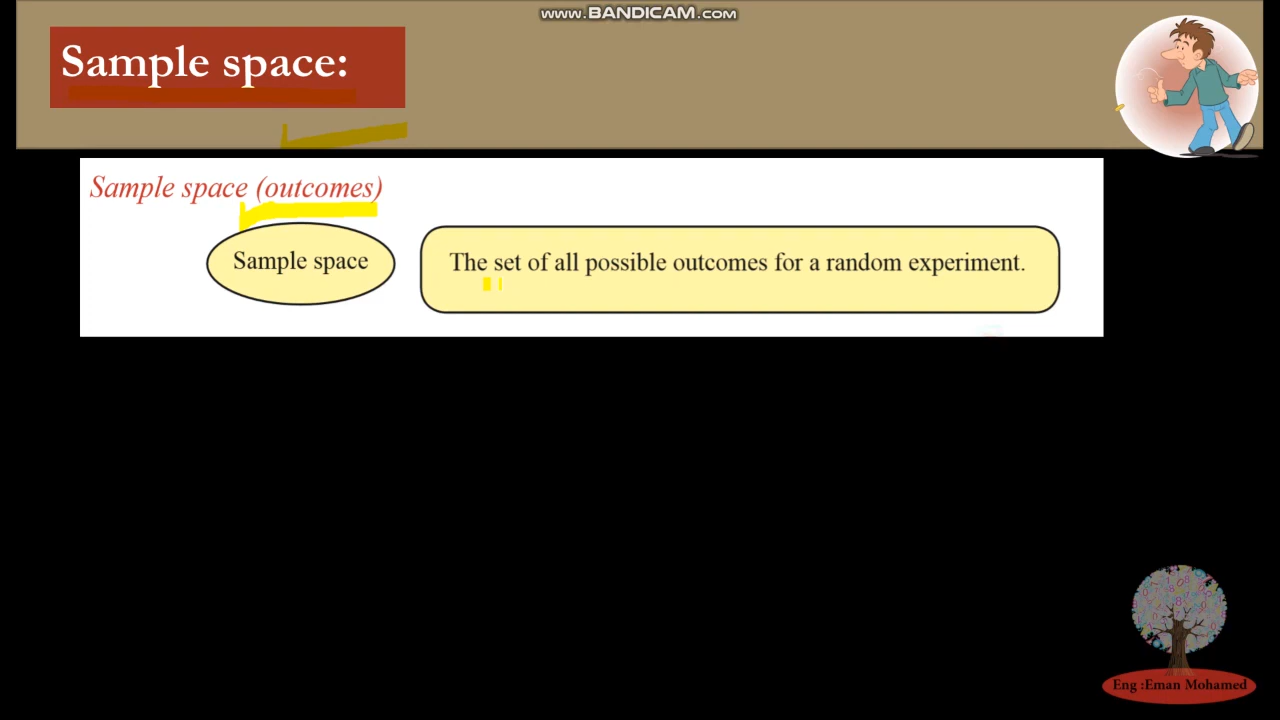 www.BANDICAM.com
Sample space:
Sample space (outcomes)
Sample space
The set of all possible outcomes for a random experiment.
Eng :Eman Mohamed